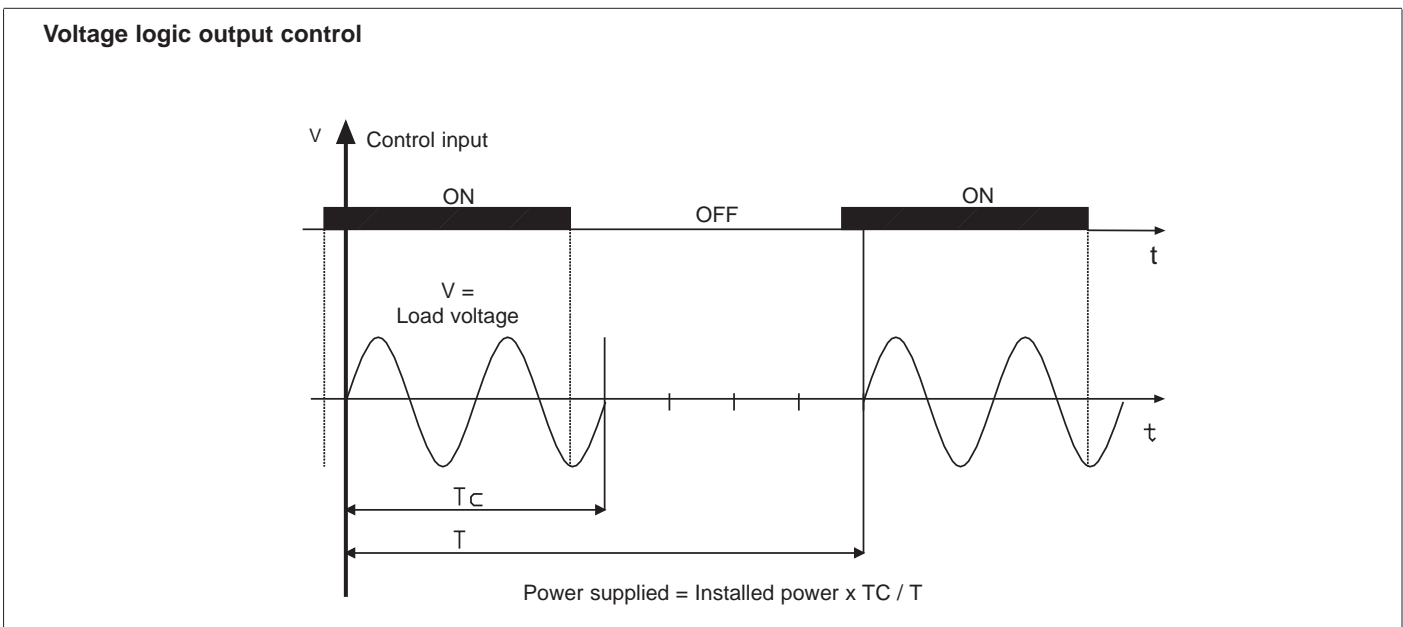 Voltage logic output control
V
Control input
ON
OFF
ON
t
V =
Load voltage
t
TC
T
Power supplied = Installed power x TC / T